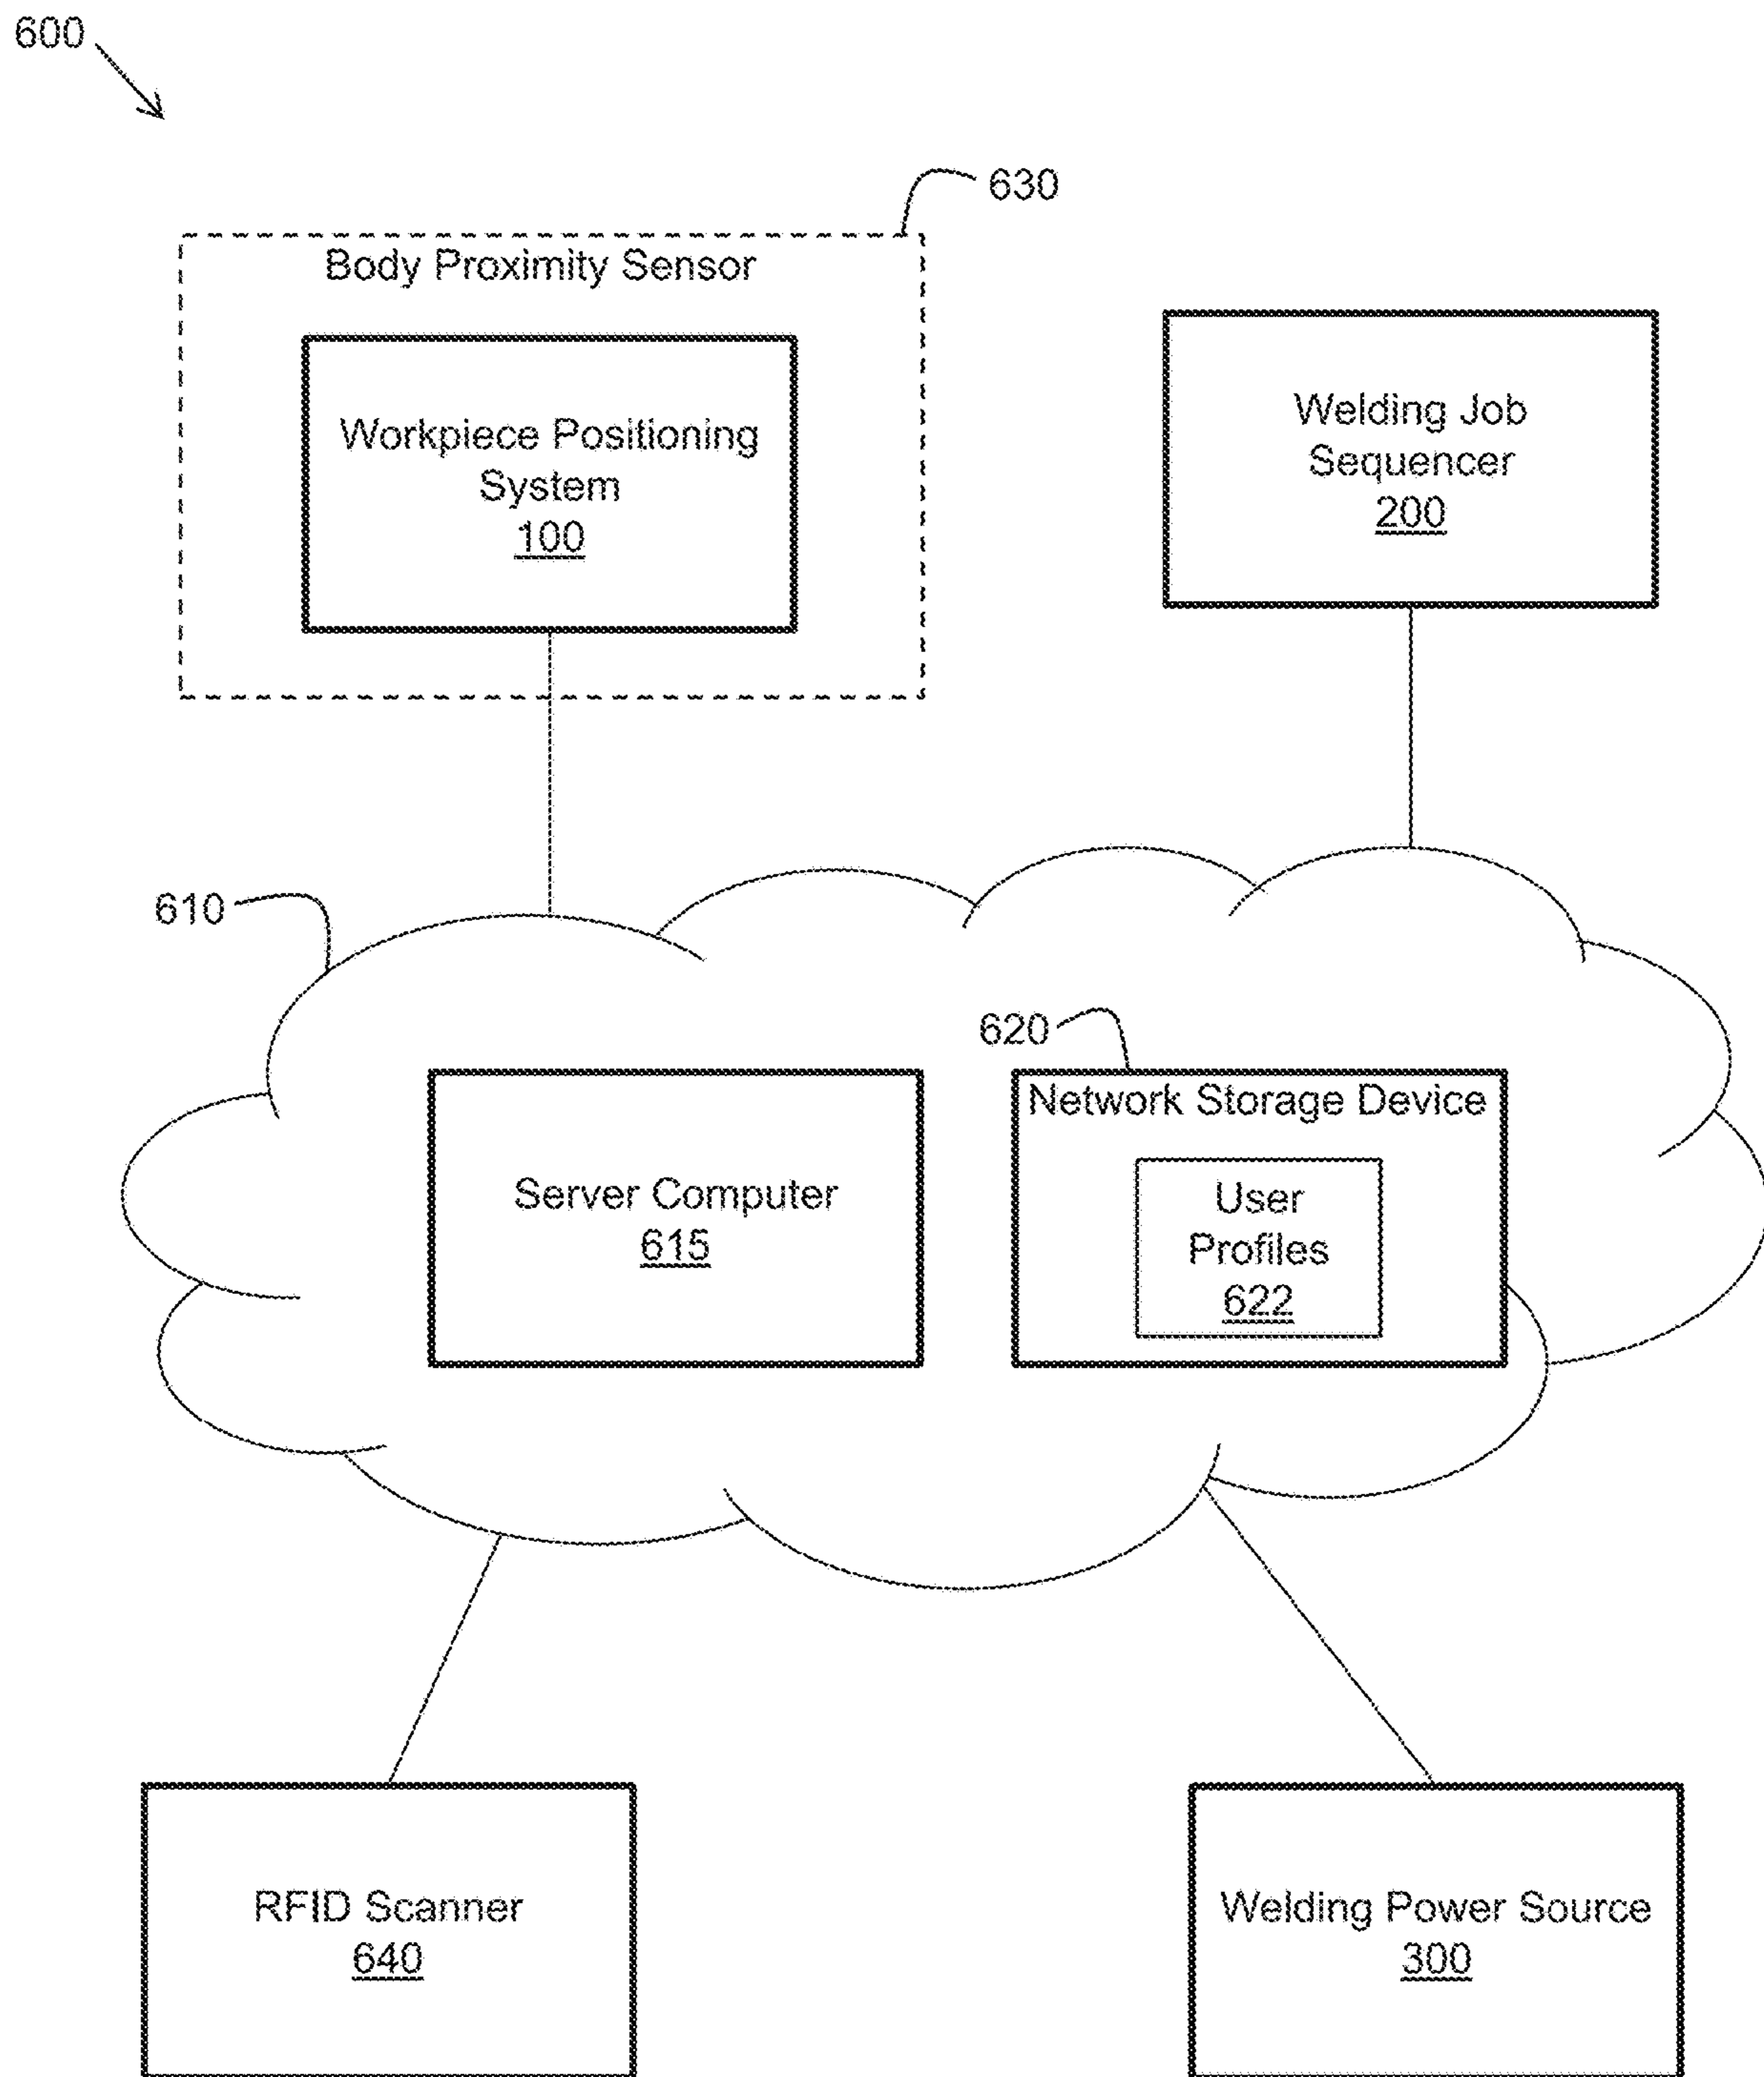 600
630
Body Proximity Sensor
Workpiece Positioning
System
100
Welding Job
Sequencer
200
610
620
Network Storage Device
Server Computer
615
User
Profiles
622
RFID Scanner
640
Welding Power Source
300